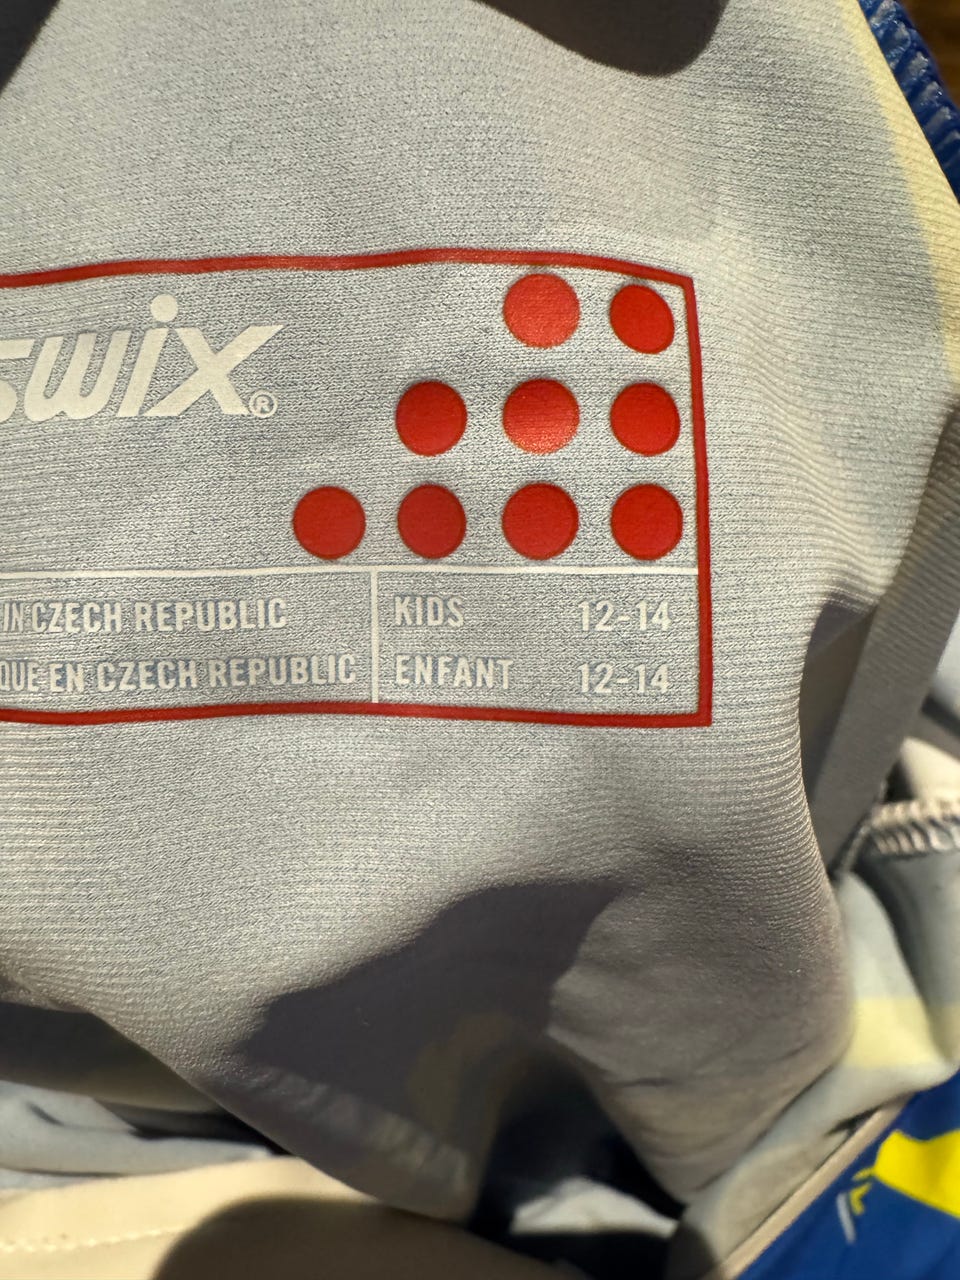 swix®
IN CZECH REPUBLIC
QUE EN CZECH REPUBLIC
KIDS 12-14
ENFANT 12-14